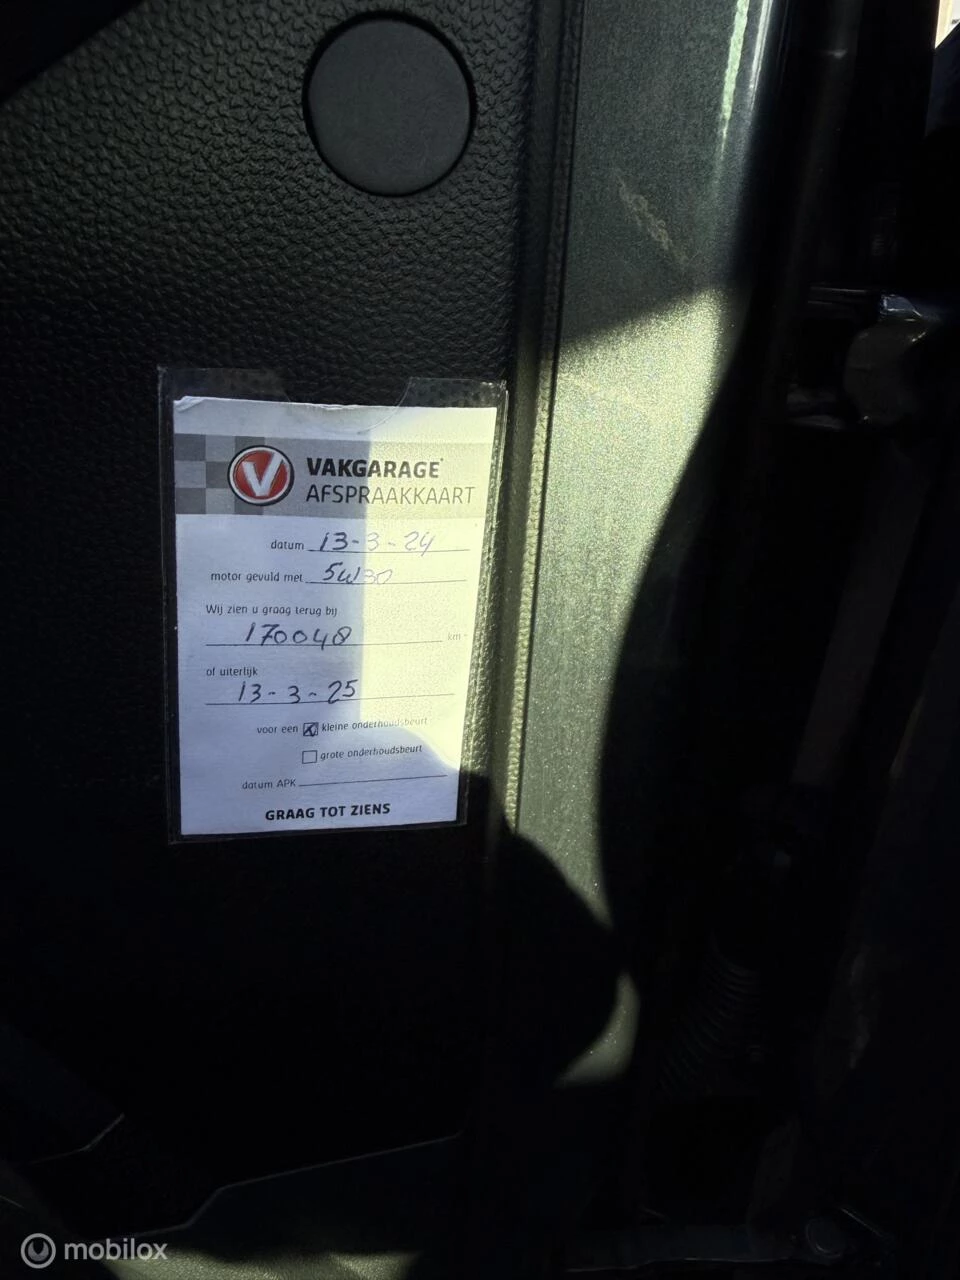 V VAKGARAGE
AFSPRAAKKAART
datum 13-3-24
motor gevuld met 5W30
Wij zien u graag terug bij
170048 km
of uiterlijk
13-3-25
voor een kleine onderhoudsbeurt
grote onderhoudsbeurt
datum APK
GRAAG TOT ZIENS
mobilox